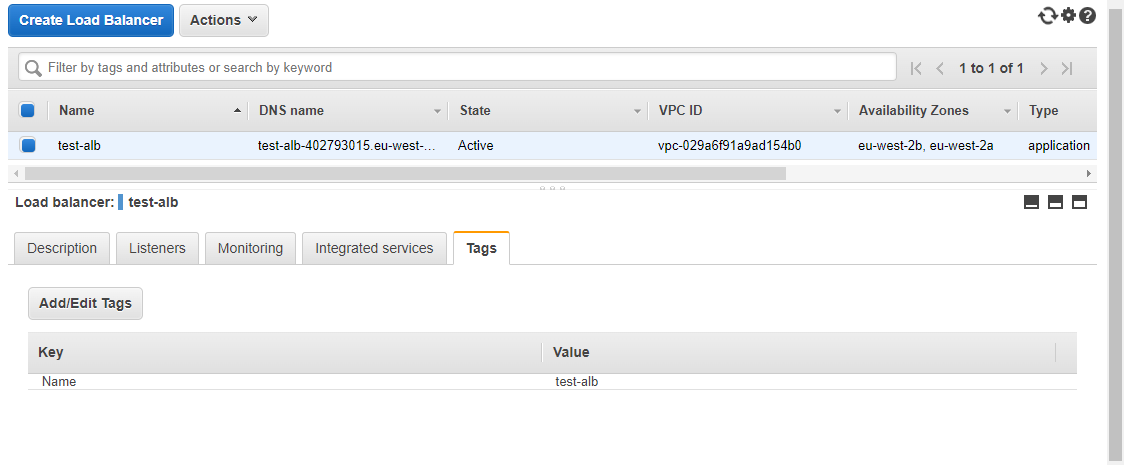 Create Load Balancer Actions
Filter by tags and attributes or search by keyword 1 to 1 of 1
Name DNS name State VPC ID Availability Zones Type
test-alb test-alb-402793015.eu-west-... Active vpc-029a6f91a9ad154b0 eu-west-2b, eu-west-2a application
Load balancer: test-alb
Description Listeners Monitoring Integrated services Tags
Add/Edit Tags
Key Value
Name test-alb